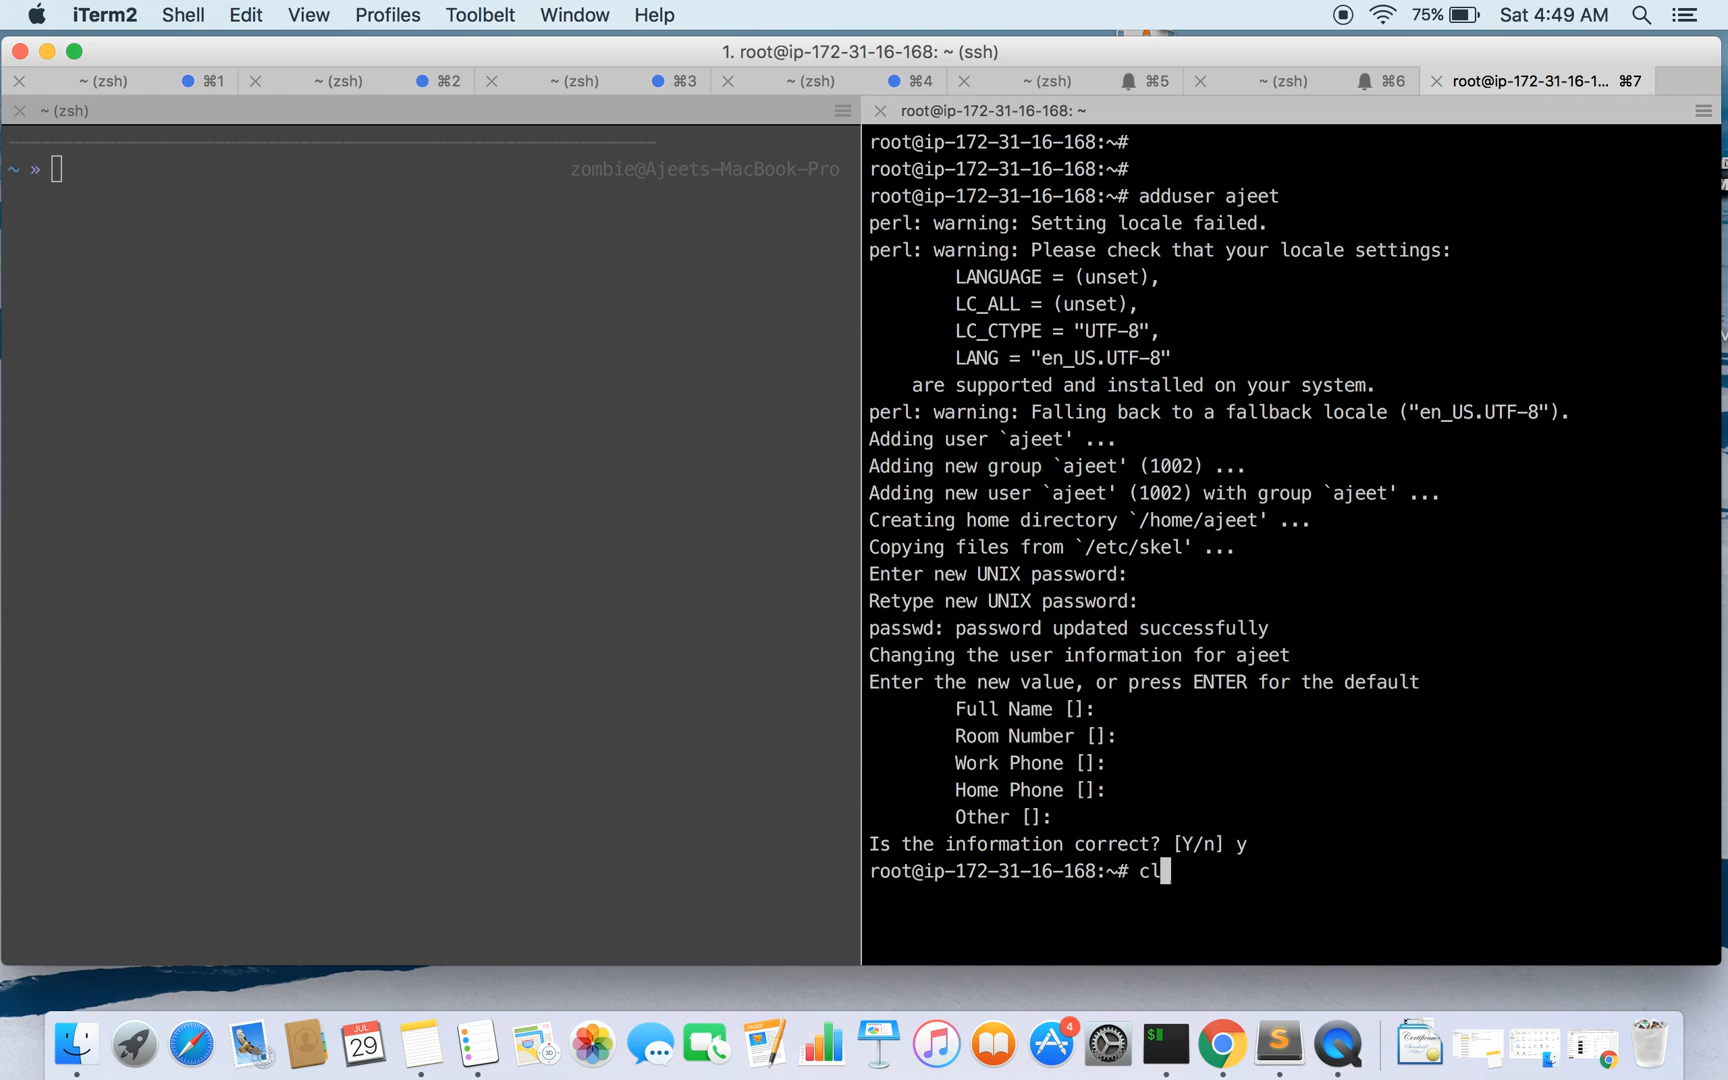 iTerm2 Shell Edit View Profiles Toolbelt Window Help 75% Sat 4:49 AM
1. root@ip-172-31-16-168: ~ (ssh)
~ (zsh) ⌘1 ~ (zsh) ⌘2 ~ (zsh) ⌘3 ~ (zsh) ⌘4 ~ (zsh) ⌘5 ~ (zsh) ⌘6 root@ip-172-31-16-1... ⌘7
~ (zsh)
~ » zombie@Ajeets-MacBook-Pro
root@ip-172-31-16-168: ~
root@ip-172-31-16-168:~#
root@ip-172-31-16-168:~#
root@ip-172-31-16-168:~# adduser ajeet
perl: warning: Setting locale failed.
perl: warning: Please check that your locale settings:
LANGUAGE = (unset),
LC_ALL = (unset),
LC_CTYPE = "UTF-8",
LANG = "en_US.UTF-8"
are supported and installed on your system.
perl: warning: Falling back to a fallback locale ("en_US.UTF-8").
Adding user `ajeet' ...
Adding new group `ajeet' (1002) ...
Adding new user `ajeet' (1002) with group `ajeet' ...
Creating home directory `/home/ajeet' ...
Copying files from `/etc/skel' ...
Enter new UNIX password:
Retype new UNIX password:
passwd: password updated successfully
Changing the user information for ajeet
Enter the new value, or press ENTER for the default
Full Name []:
Room Number []:
Work Phone []:
Home Phone []:
Other []:
Is the information correct? [Y/n] y
root@ip-172-31-16-168:~# cl
JUL
29
3D
4
$
S